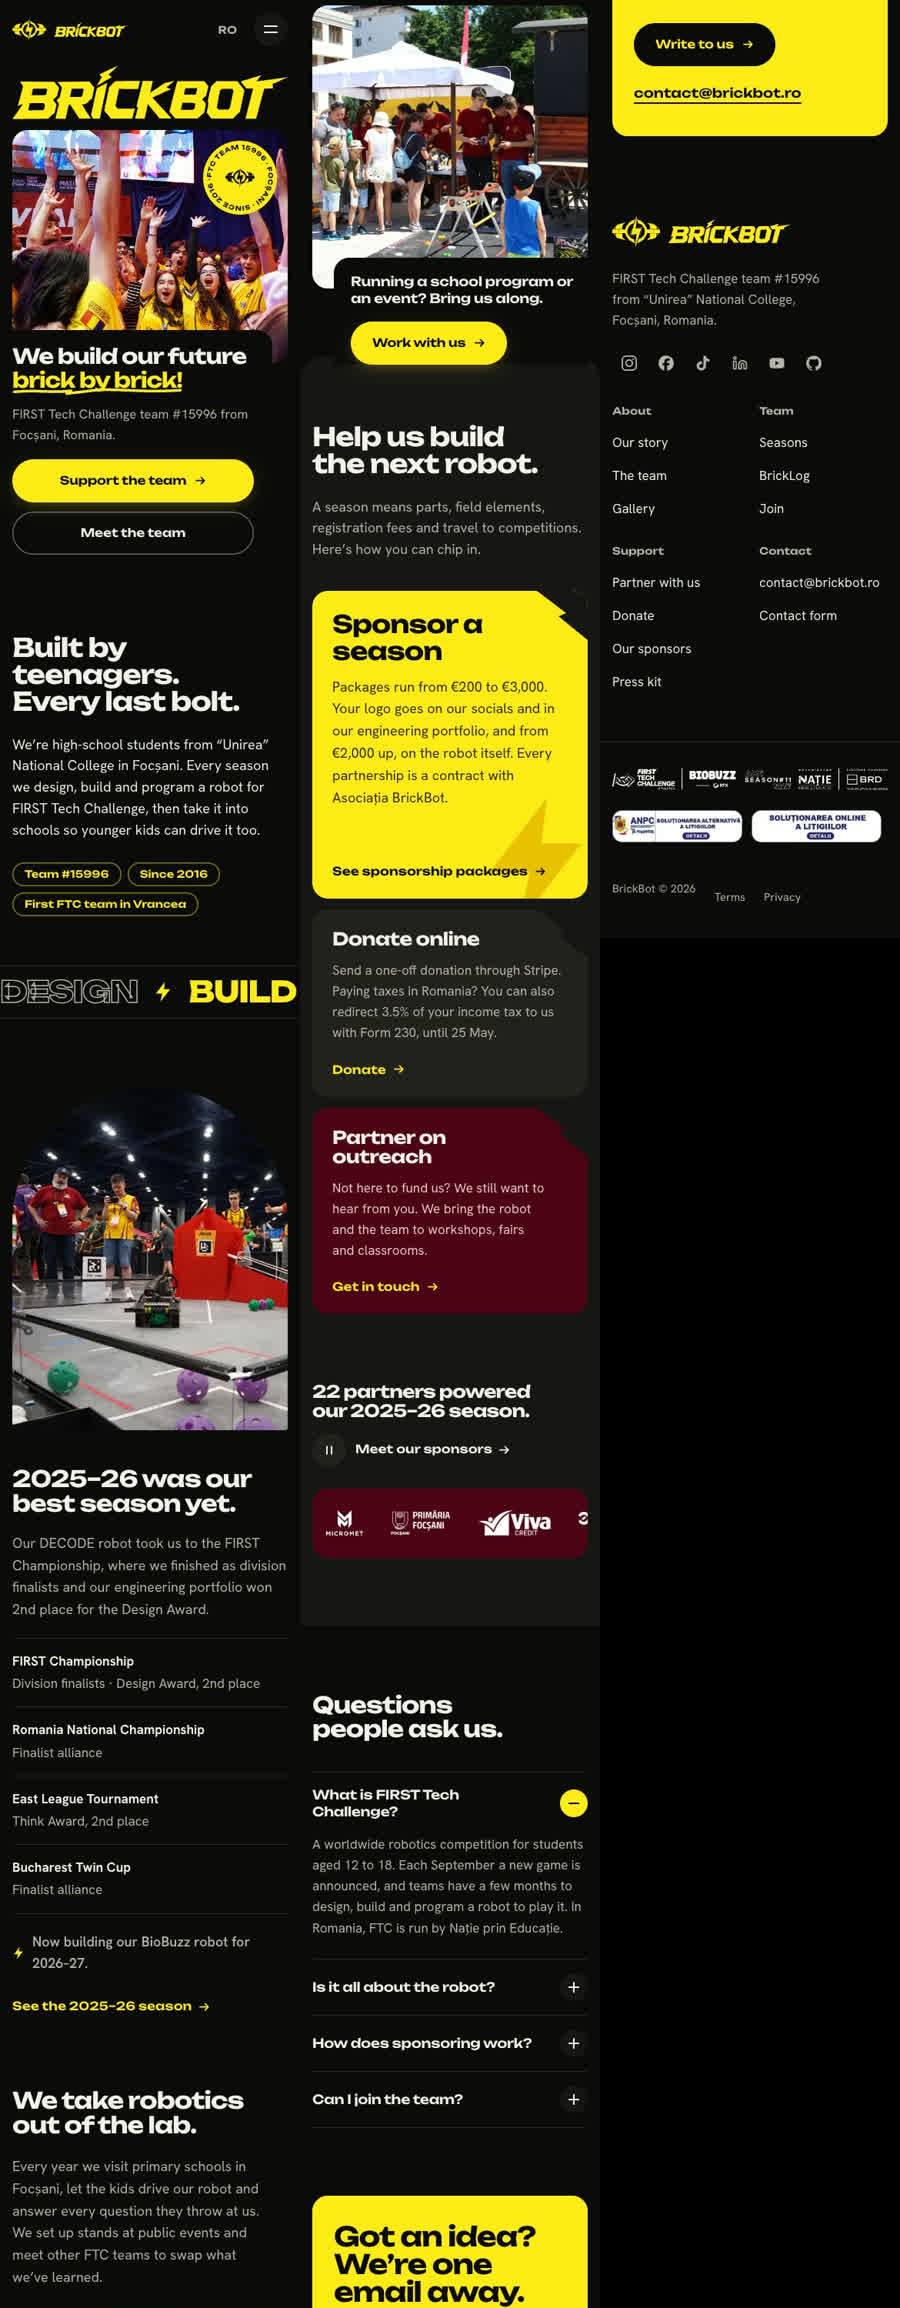 BRICKBOT
RO
BRICKBOT
FTC TEAM 15996 · FOCȘANI · SINCE 2016 ·
We build our future
brick by brick!
FIRST Tech Challenge team #15996 from
Focșani, Romania.
Support the team →
Meet the team
Built by
teenagers.
Every last bolt.
We're high-school students from “Unirea”
National College in Focșani. Every season
we design, build and program a robot for
FIRST Tech Challenge, then take it into
schools so younger kids can drive it too.
Team #15996
Since 2016
First FTC team in Vrancea
DESIGN
BUILD
2025–26 was our
best season yet.
Our DECODE robot took us to the FIRST
Championship, where we finished as division
finalists and our engineering portfolio won
2nd place for the Design Award.
FIRST Championship
Division finalists · Design Award, 2nd place
Romania National Championship
Finalist alliance
East League Tournament
Think Award, 2nd place
Bucharest Twin Cup
Finalist alliance
Now building our BioBuzz robot for
2026–27.
See the 2025–26 season →
We take robotics
out of the lab.
Every year we visit primary schools in
Focșani, let the kids drive our robot and
answer every question they throw at us.
We set up stands at public events and
meet other FTC teams to swap what
we've learned.
Running a school program or
an event? Bring us along.
Work with us →
Help us build
the next robot.
A season means parts, field elements,
registration fees and travel to competitions.
Here's how you can chip in.
Sponsor a
season
Packages run from €200 to €3,000.
Your logo goes on our socials and in
our engineering portfolio, and from
€2,000 up, on the robot itself. Every
partnership is a contract with
Asociația BrickBot.
See sponsorship packages →
Donate online
Send a one-off donation through Stripe.
Paying taxes in Romania? You can also
redirect 3.5% of your income tax to us
with Form 230, until 25 May.
Donate →
Partner on
outreach
Not here to fund us? We still want to
hear from you. We bring the robot
and the team to workshops, fairs
and classrooms.
Get in touch →
22 partners powered
our 2025–26 season.
Meet our sponsors →
MICROMET
PRIMĂRIA
FOCȘANI
FOCȘANI
Viva
CREDIT
Questions
people ask us.
What is FIRST Tech
Challenge?
A worldwide robotics competition for students
aged 12 to 18. Each September a new game is
announced, and teams have a few months to
design, build and program a robot to play it. In
Romania, FTC is run by Nație prin Educație.
Is it all about the robot?
How does sponsoring work?
Can I join the team?
Got an idea?
We're one
email away.
Write to us →
contact@brickbot.ro
BRICKBOT
FIRST Tech Challenge team #15996
from “Unirea” National College,
Focșani, Romania.
About
Team
Our story
Seasons
The team
BrickLog
Gallery
Join
Support
Contact
Partner with us
contact@brickbot.ro
Donate
Contact form
Our sponsors
Press kit
FIRST
TECH
CHALLENGE
BIOBUZZ
RTX
SEASON#11
NAȚIE
BRD
ANPC
SOLUȚIONAREA ALTERNATIVĂ
A LITIGIILOR
DETALII
SOLUȚIONAREA ONLINE
A LITIGIILOR
DETALII
BrickBot © 2026
Terms
Privacy